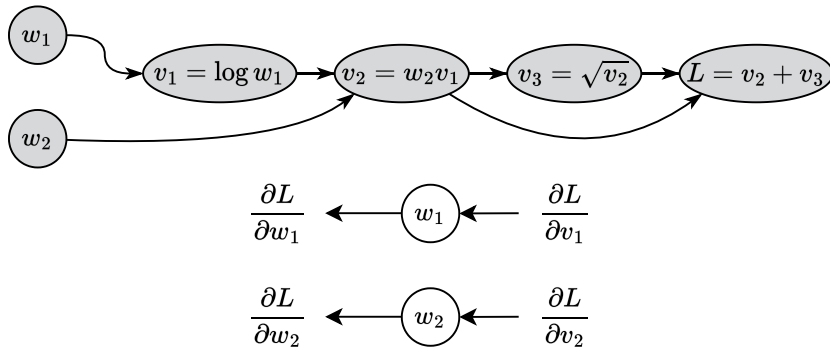 w₁
v₁ = log w₁
v₂ = w₂v₁
v₃ = √v₂
L = v₂ + v₃
w₂
∂L/∂w₁
w₁
∂L/∂v₁
∂L/∂w₂
w₂
∂L/∂v₂